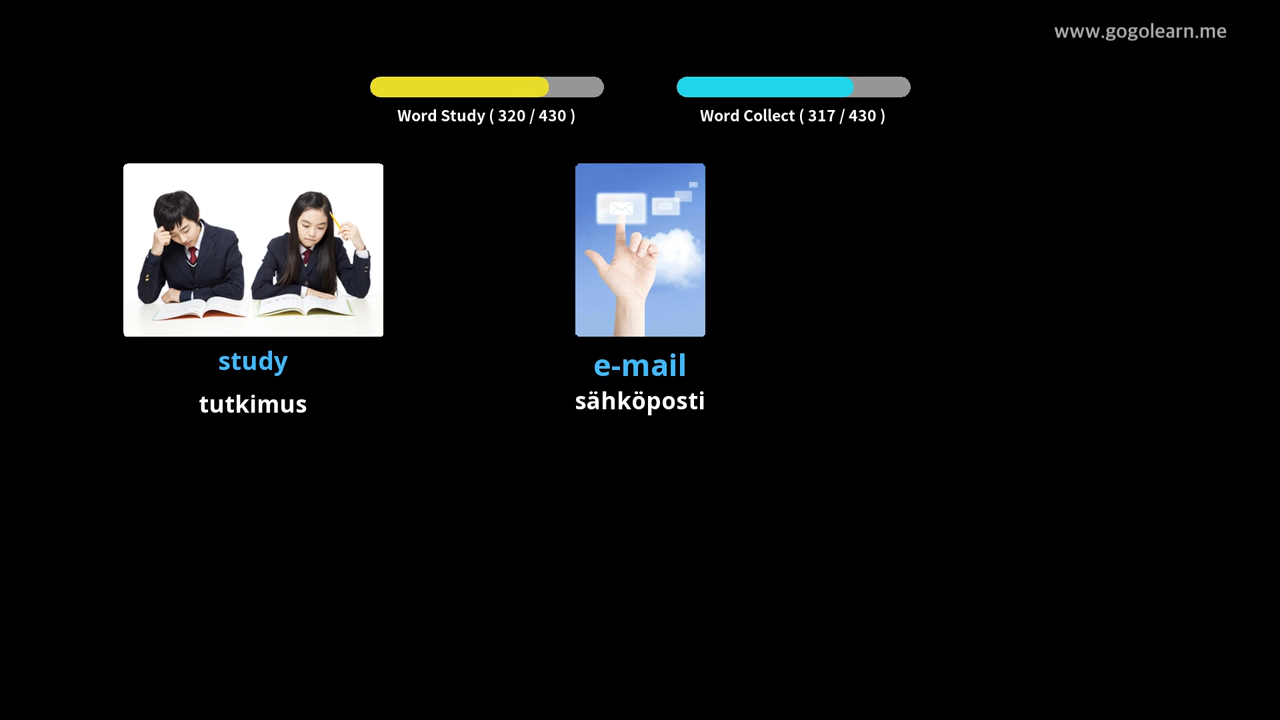 www.gogolearn.me
Word Study ( 320 / 430 )
Word Collect ( 317 / 430 )
study
tutkimus
e-mail
sähköposti